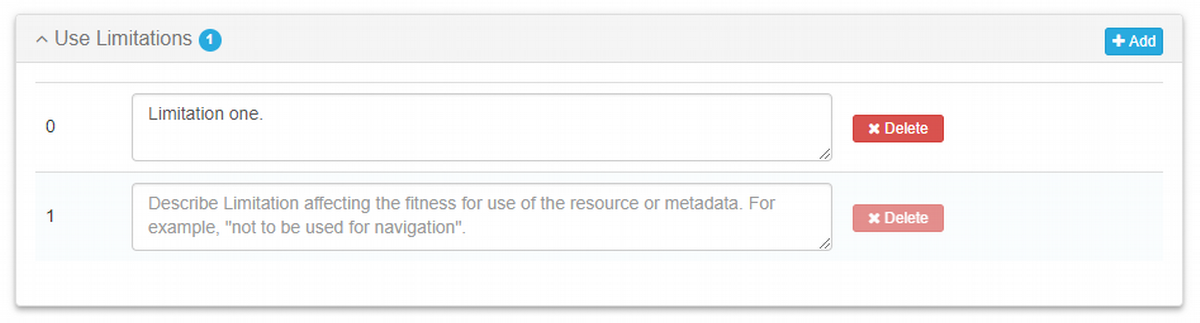 Use Limitations 1
Add
0
Limitation one.
Delete
1
Describe Limitation affecting the fitness for use of the resource or metadata. For
example, "not to be used for navigation".
Delete